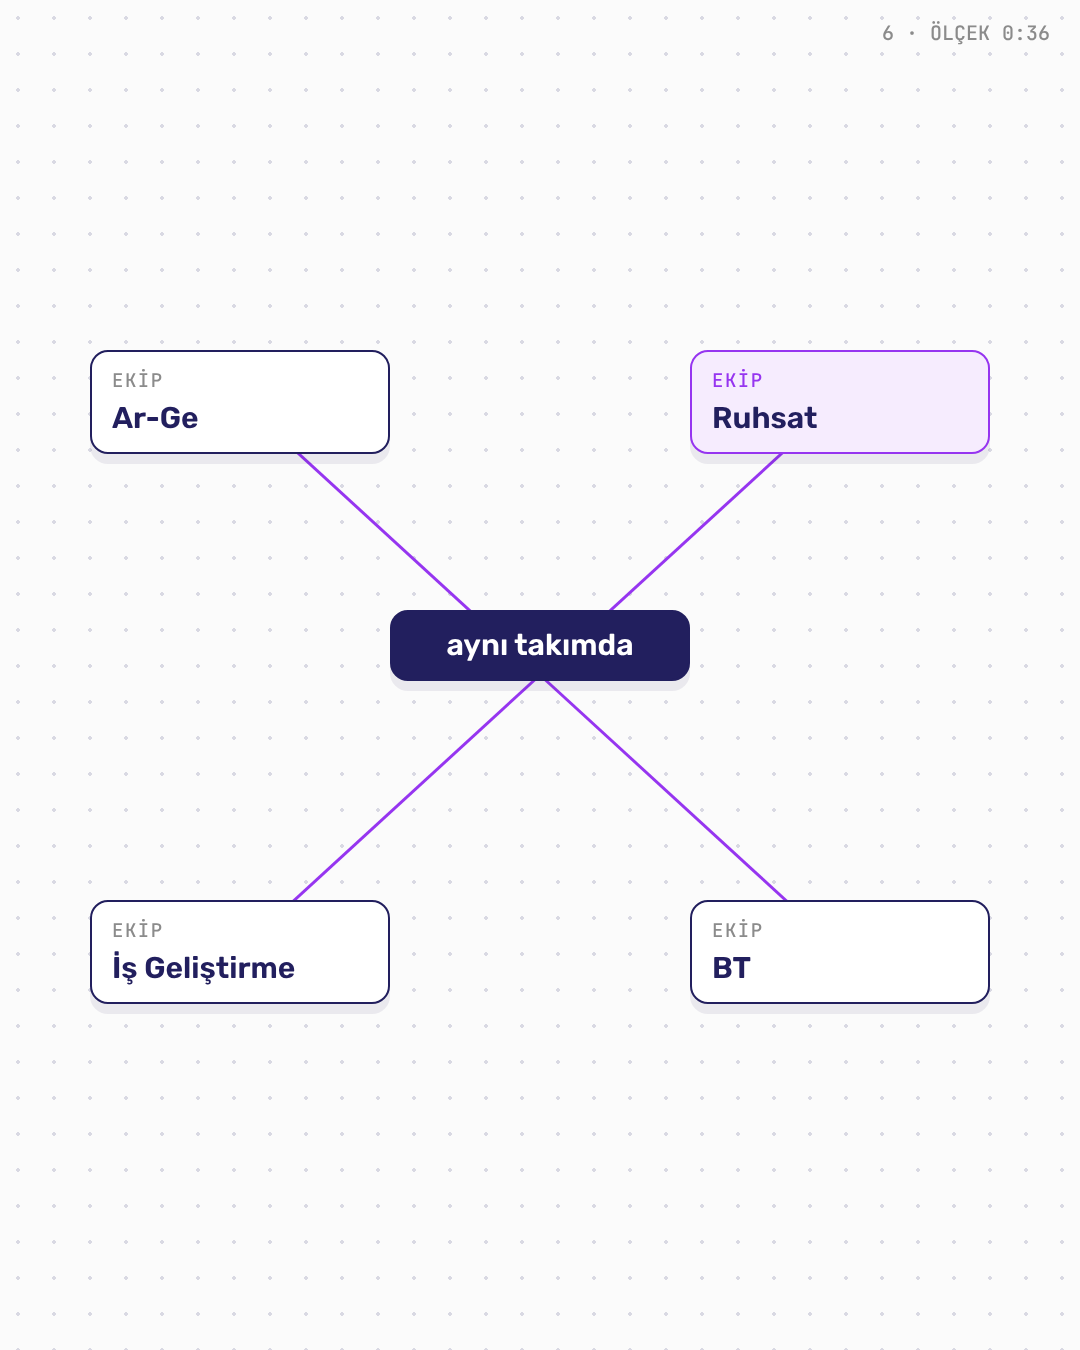 6 · ÖLÇEK 0:36
EKİP
Ar-Ge
EKİP
Ruhsat
aynı takımda
EKİP
İş Geliştirme
EKİP
BT